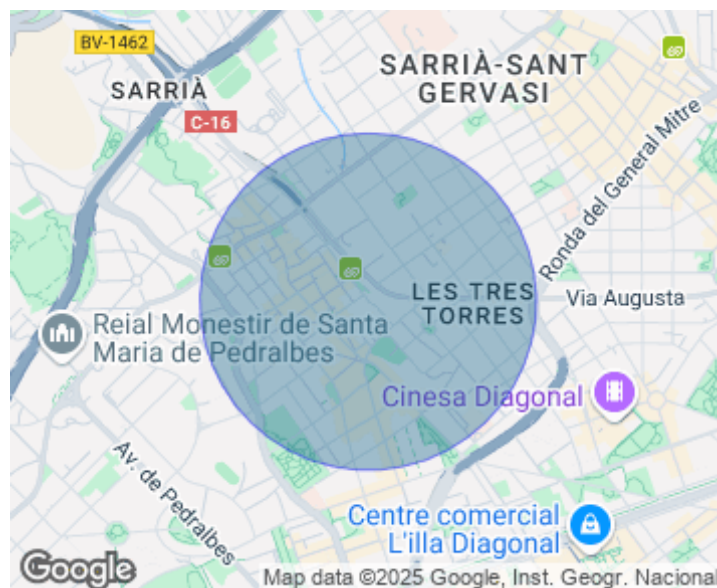 BV-1462
SARRIÀ
C-16
SARRIÀ-SANT
GERVASI
Ronda del General Mitre
LES TRES
TORRES
Via Augusta
Reial Monestir de Santa
Maria de Pedralbes
Cinesa Diagonal
Av. de Pedralbes
Centre comercial
L'illa Diagonal
Google
Map data ©2025 Google, Inst. Geogr. Nacional